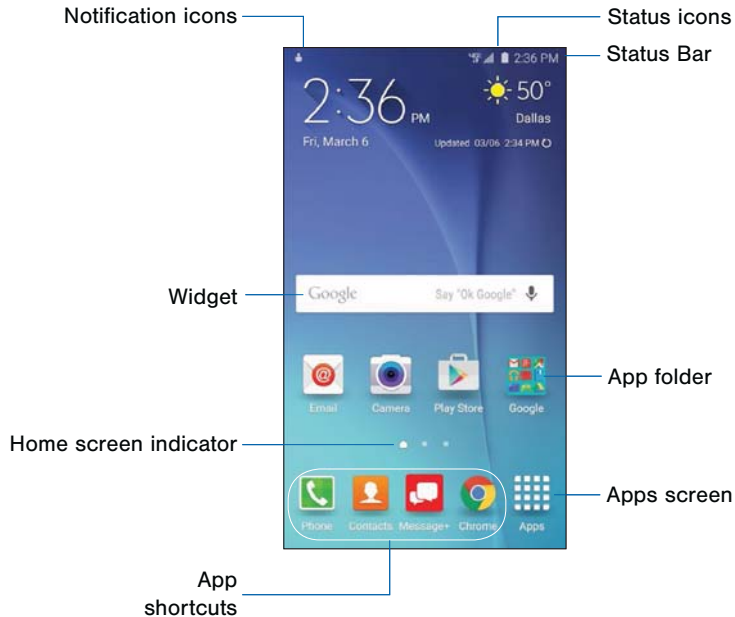 Notification icons
Status icons
Status Bar
2:36 PM
2:36 PM
50°
Dallas
Fri, March 6
Updated 03/06 2:34 PM
Widget
Google
Say "Ok Google"
App folder
Email
Camera
Play Store
Google
Home screen indicator
Apps screen
Phone
Contacts
Message+
Chrome
Apps
App
shortcuts